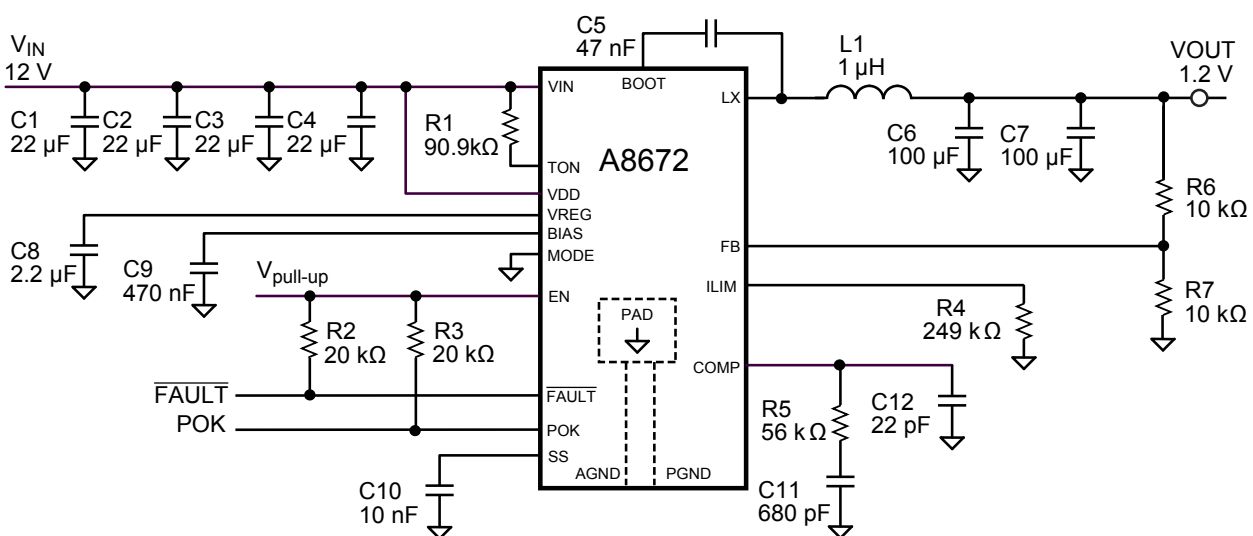 V_IN
12 V
C1
22 µF
C2
22 µF
C3
22 µF
C4
22 µF
R1
90.9kΩ
C5
47 nF
BOOT
VIN
TON
VDD
VREG
BIAS
MODE
EN
FAULT
POK
SS
A8672
PAD
AGND
PGND
LX
FB
ILIM
COMP
L1
1 µH
VOUT
1.2 V
C6
100 µF
C7
100 µF
R6
10 kΩ
R7
10 kΩ
R4
249 kΩ
R5
56 kΩ
C12
22 pF
C11
680 pF
C8
2.2 µF
C9
470 nF
V_pull-up
R2
20 kΩ
R3
20 kΩ
FAULT
POK
C10
10 nF